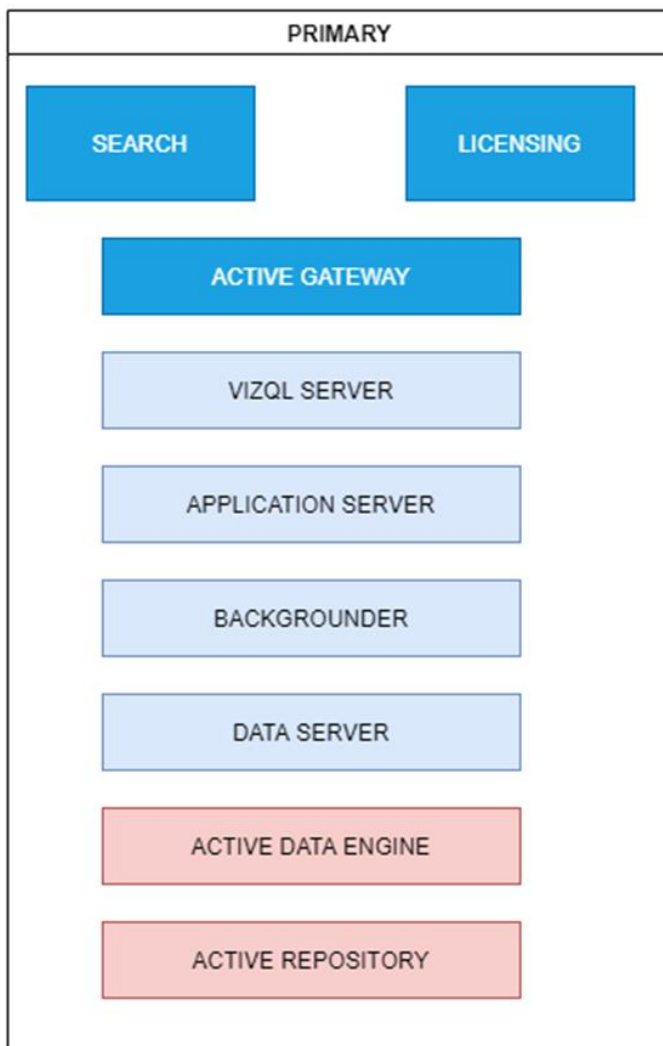 PRIMARY
SEARCH
LICENSING
ACTIVE GATEWAY
VIZQL SERVER
APPLICATION SERVER
BACKGROUNDER
DATA SERVER
ACTIVE DATA ENGINE
ACTIVE REPOSITORY